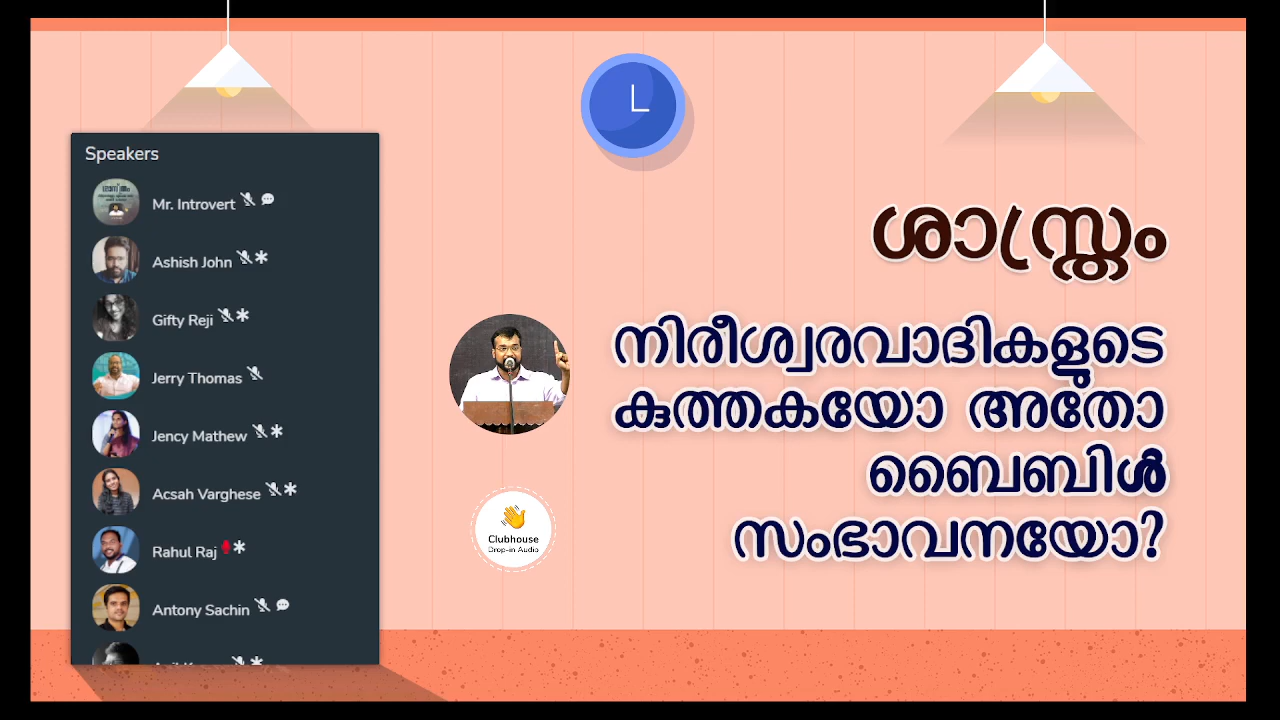 Speakers
Mr. Introvert
Ashish John
Gifty Reji
Jerry Thomas
Jency Mathew
Acsah Varghese
Rahul Raj
Antony Sachin
ശാസ്ത്രം
നിരീശ്വരവാദികളുടെ
കുത്തകയോ അതോ
ബൈബിൾ
സംഭാവനയോ?
Clubhouse
Drop-in Audio